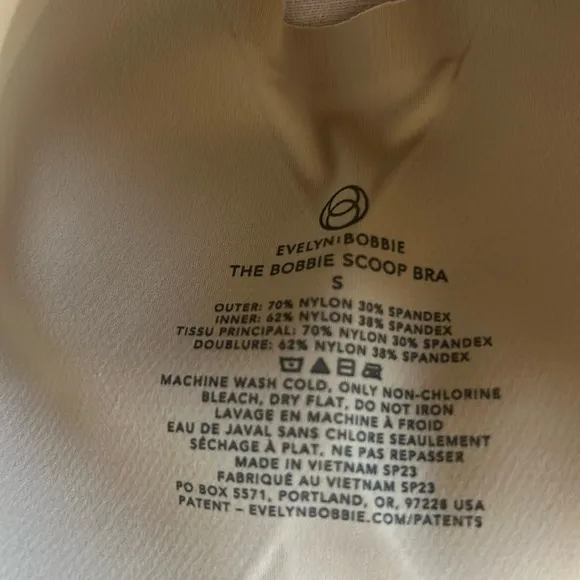 EVELYN BOBBIE
THE BOBBIE SCOOP BRA
S
OUTER: 70% NYLON 30% SPANDEX
INNER: 62% NYLON 38% SPANDEX
TISSU PRINCIPAL: 70% NYLON 30% SPANDEX
DOUBLURE: 62% NYLON 38% SPANDEX
MACHINE WASH COLD, ONLY NON-CHLORINE
BLEACH, DRY FLAT, DO NOT IRON
LAVAGE EN MACHINE À FROID
EAU DE JAVAL SANS CHLORE SEAULEMENT
SÉCHAGE À PLAT, NE PAS REPASSER
MADE IN VIETNAM SP23
FABRIQUÉ AU VIETNAM SP23
PO BOX 5571, PORTLAND, OR, 97228 USA
PATENT – EVELYNBOBBIE.COM/PATENTS